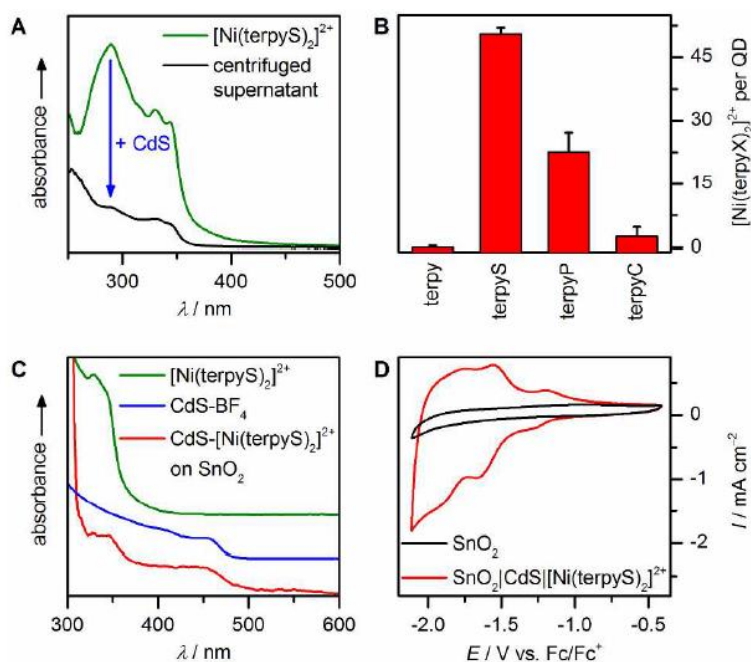 A
[Ni(terpyS)₂]²⁺
centrifuged
supernatant
+ CdS
absorbance
300
400
500
λ / nm
B
45
30
15
0
[Ni(terpyX)₂]²⁺ per QD
terpy
terpyS
terpyP
terpyC
C
[Ni(terpyS)₂]²⁺
CdS-BF₄
CdS-[Ni(terpyS)₂]²⁺
on SnO₂
absorbance
300
400
500
600
λ / nm
D
0
-1
-2
I / mA cm⁻²
SnO₂
SnO₂|CdS|[Ni(terpyS)₂]²⁺
-2.0
-1.5
-1.0
-0.5
E / V vs. Fc/Fc⁺